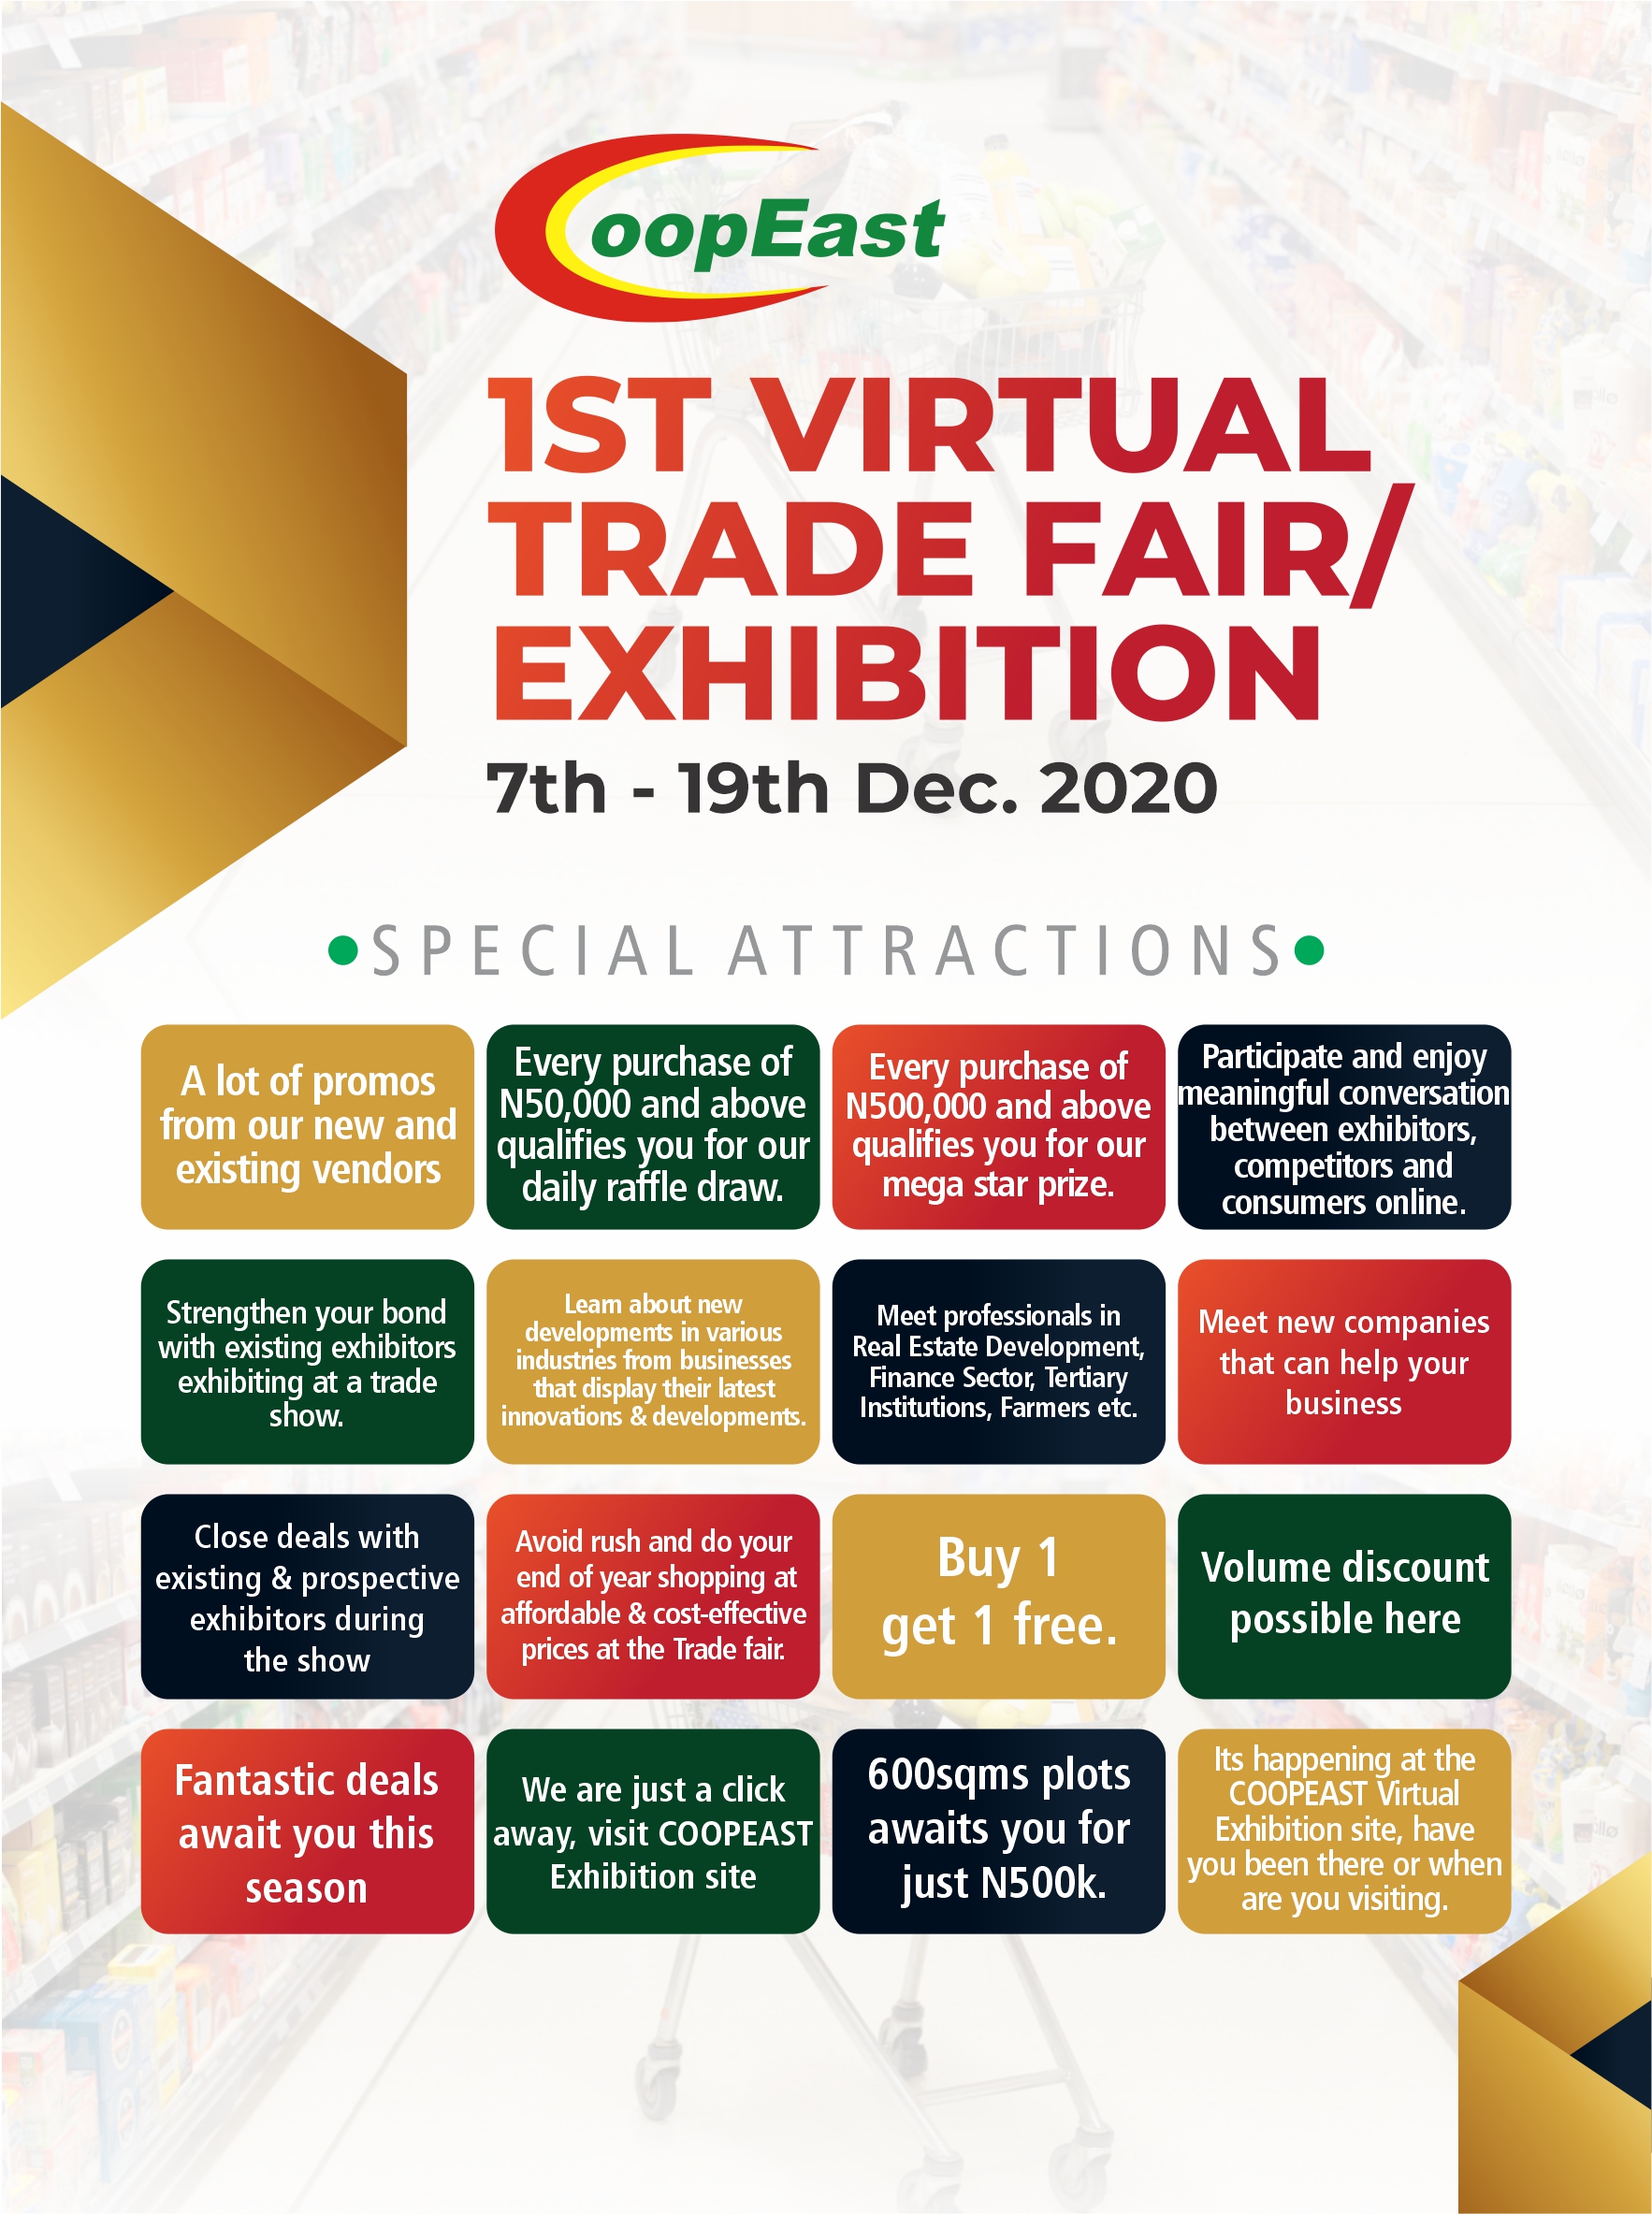 CoopEast
1ST VIRTUAL
TRADE FAIR/
EXHIBITION
7th - 19th Dec. 2020
•SPECIAL ATTRACTIONS•
A lot of promos
from our new and
existing vendors
Every purchase of
N50,000 and above
qualifies you for our
daily raffle draw.
Every purchase of
N500,000 and above
qualifies you for our
mega star prize.
Participate and enjoy
meaningful conversation
between exhibitors,
competitors and
consumers online.
Strengthen your bond
with existing exhibitors
exhibiting at a trade
show.
Learn about new
developments in various
industries from businesses
that display their latest
innovations & developments.
Meet professionals in
Real Estate Development,
Finance Sector, Tertiary
Institutions, Farmers etc.
Meet new companies
that can help your
business
Close deals with
existing & prospective
exhibitors during
the show
Avoid rush and do your
end of year shopping at
affordable & cost-effective
prices at the Trade fair.
Buy 1
get 1 free.
Volume discount
possible here
Fantastic deals
await you this
season
We are just a click
away, visit COOPEAST
Exhibition site
600sqms plots
awaits you for
just N500k.
Its happening at the
COOPEAST Virtual
Exhibition site, have
you been there or when
are you visiting.